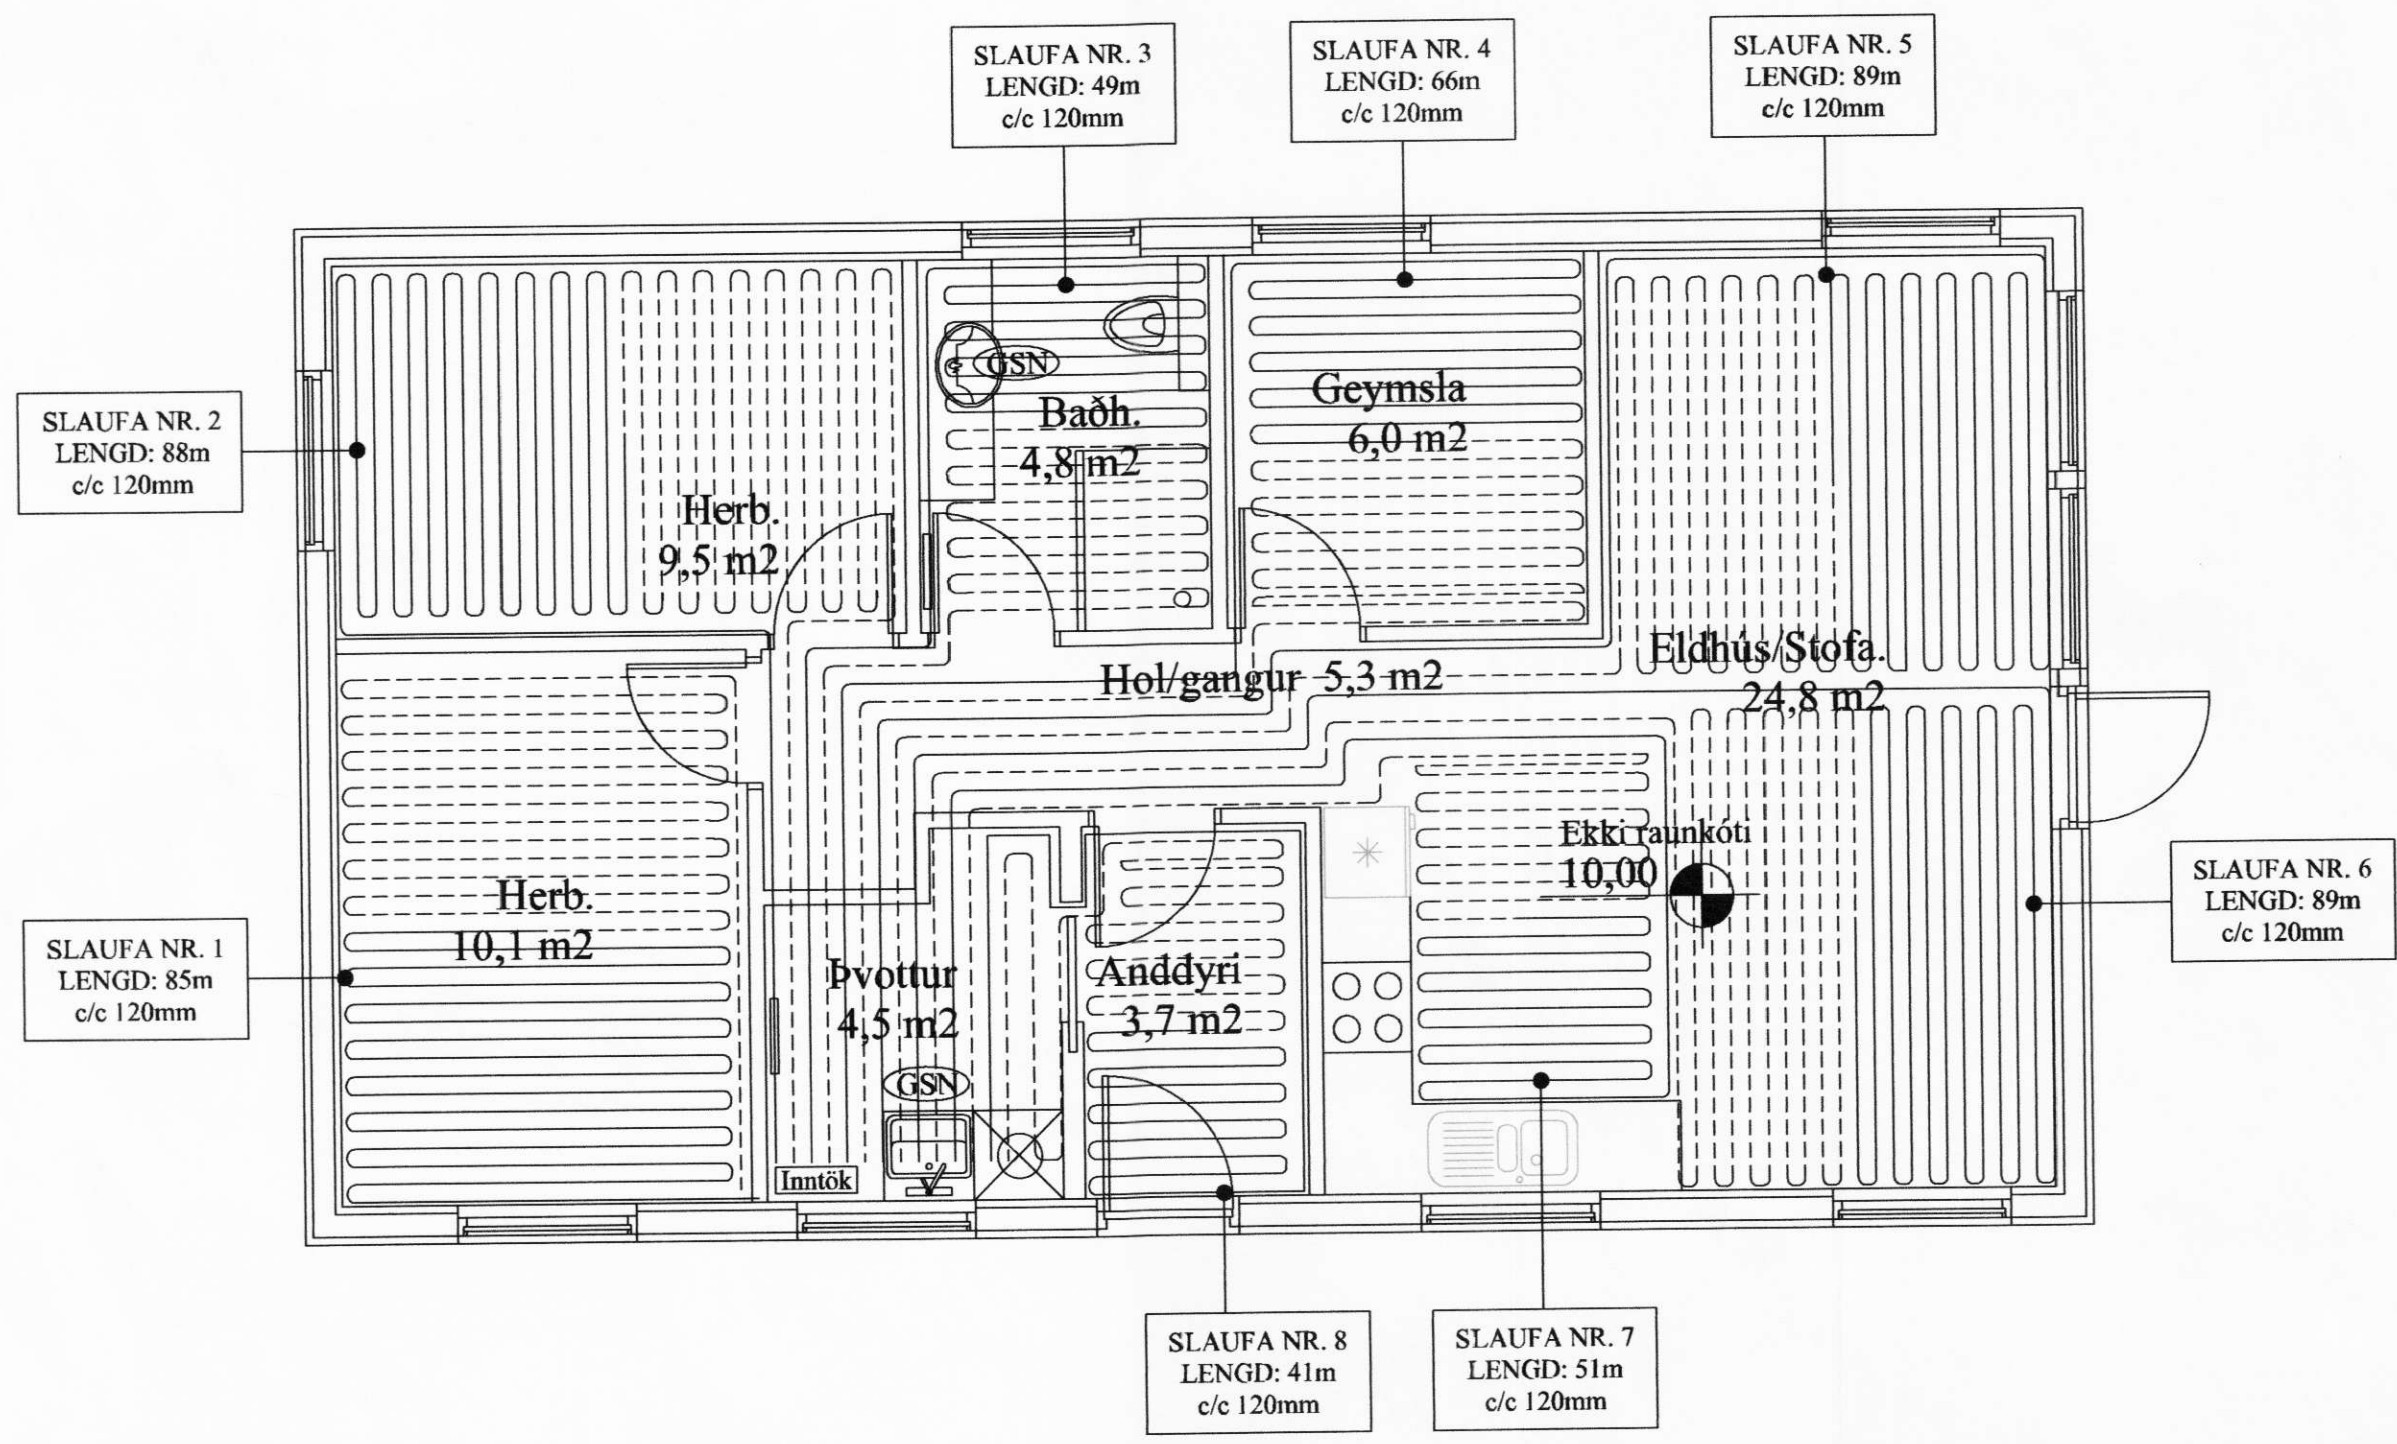 SLAUFA NR. 3
LENGD: 49m
c/c 120mm
SLAUFA NR. 4
LENGD: 66m
c/c 120mm
SLAUFA NR. 5
LENGD: 89m
c/c 120mm
SLAUFA NR. 2
LENGD: 88m
c/c 120mm
GSN
Baðh.
4,8 m2
Geymsla
6,0 m2
Herb.
9,5 m2
Hol/gangur 5,3 m2
Eldhús/Stofa.
24,8 m2
Ekki raunkóti
10,00
SLAUFA NR. 6
LENGD: 89m
c/c 120mm
Herb.
10,1 m2
SLAUFA NR. 1
LENGD: 85m
c/c 120mm
Þvottur
4,5 m2
Anddyri
3,7 m2
GSN
Inntök
SLAUFA NR. 8
LENGD: 41m
c/c 120mm
SLAUFA NR. 7
LENGD: 51m
c/c 120mm